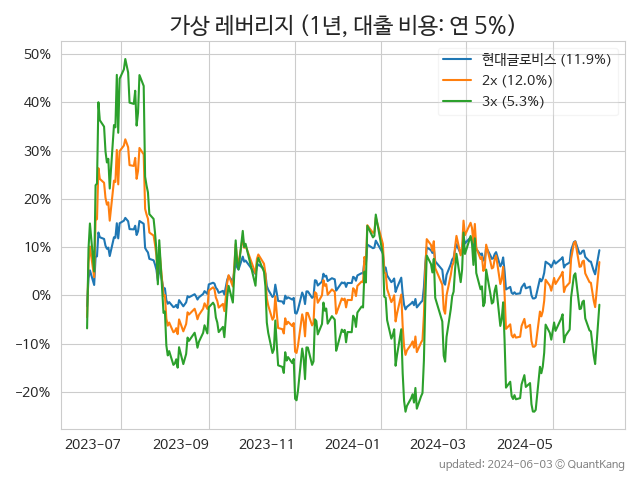 가상 레버리지 (1년, 대출 비용: 연 5%)
현대글로비스 (11.9%)
2x (12.0%)
3x (5.3%)
50%
40%
30%
20%
10%
0%
−10%
−20%
2023-07 2023-09 2023-11 2024-01 2024-03 2024-05
updated: 2024-06-03 ⓒ QuantKang